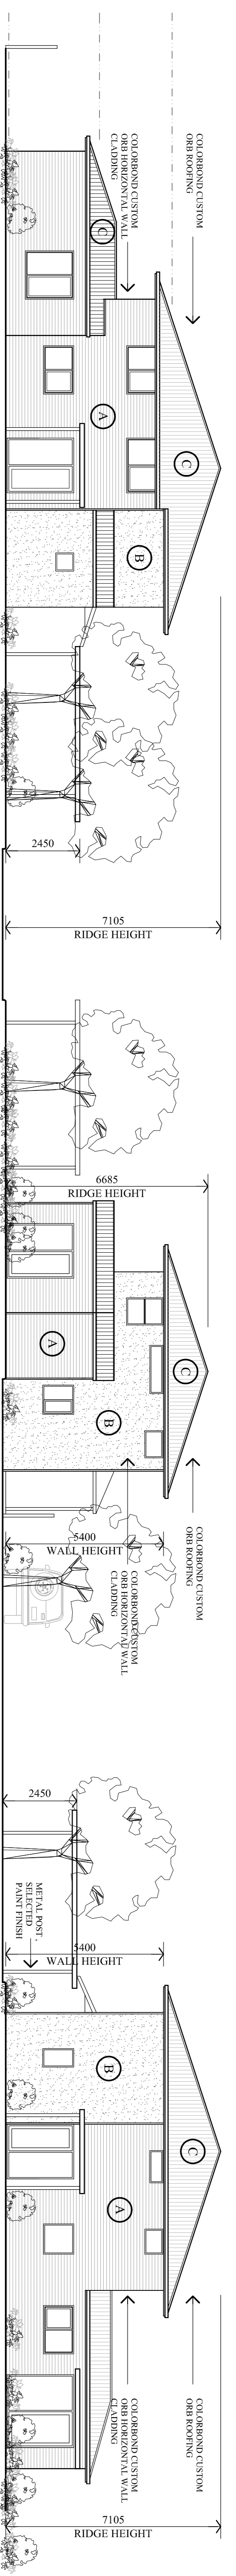 COLORBOND CUSTOM
ORB ROOFING
COLORBOND CUSTOM
ORB HORIZONTAL WALL
CLADDING
C
C
A
B
2450
7105
RIDGE HEIGHT
6685
RIDGE HEIGHT
C
A
B
COLORBOND CUSTOM
ORB ROOFING
5400
WALL HEIGHT
COLORBOND CUSTOM
ORB HORIZONTAL WALL
CLADDING
2450
METAL POST,
SELECTED
PAINT FINISH
5400
WALL HEIGHT
B
C
A
COLORBOND CUSTOM
ORB ROOFING
COLORBOND CUSTOM
ORB HORIZONTAL WALL
CLADDING
7105
RIDGE HEIGHT